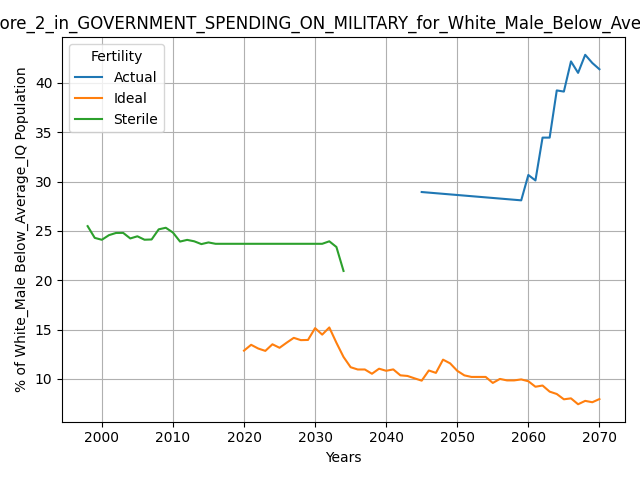 ore_2_in_GOVERNMENT_SPENDING_ON_MILITARY_for_White_Male_Below_Ave
Fertility
Actual
Ideal
Sterile
% of White_Male Below_Average_IQ Population
40
35
30
25
20
15
10
2000 2010 2020 2030 2040 2050 2060 2070
Years